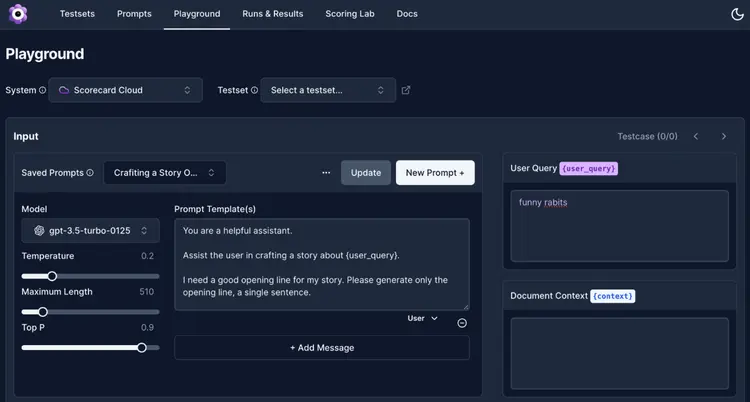 Testsets Prompts Playground Runs & Results Scoring Lab Docs
Playground
System Scorecard Cloud Testset Select a testset...
Input
Testcase (0/0)
Saved Prompts Crafiting a Story O... ... Update New Prompt +
Model
gpt-3.5-turbo-0125
Temperature 0.2
Maximum Length 510
Top P 0.9
Prompt Template(s)
You are a helpful assistant.
Assist the user in crafting a story about {user_query}.
I need a good opening line for my story. Please generate only the
opening line, a single sentence.
User
+ Add Message
User Query {user_query}
funny rabits
Document Context {context}